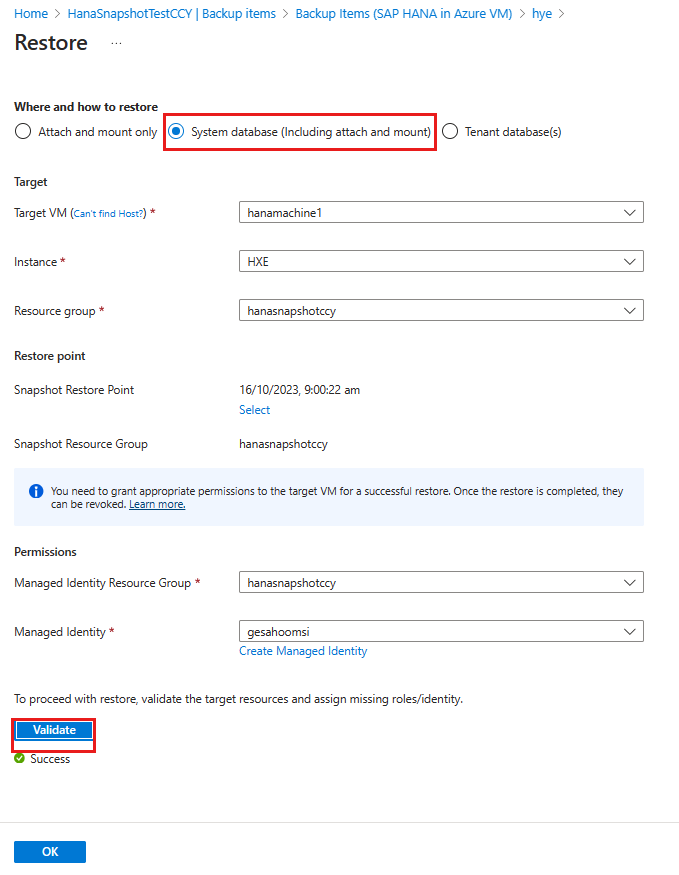 Home > HanaSnapshotTestCCY | Backup items > Backup Items (SAP HANA in Azure VM) > hye >
Restore ...
Where and how to restore
Attach and mount only System database (Including attach and mount) Tenant database(s)
Target
Target VM (Can't find Host?) * hanamachine1
Instance * HXE
Resource group * hanasnapshotccy
Restore point
Snapshot Restore Point 16/10/2023, 9:00:22 am
Select
Snapshot Resource Group hanasnapshotccy
You need to grant appropriate permissions to the target VM for a successful restore. Once the restore is completed, they
can be revoked. Learn more.
Permissions
Managed Identity Resource Group * hanasnapshotccy
Managed Identity * gesahoomsi
Create Managed Identity
To proceed with restore, validate the target resources and assign missing roles/identity.
Validate
Success
OK